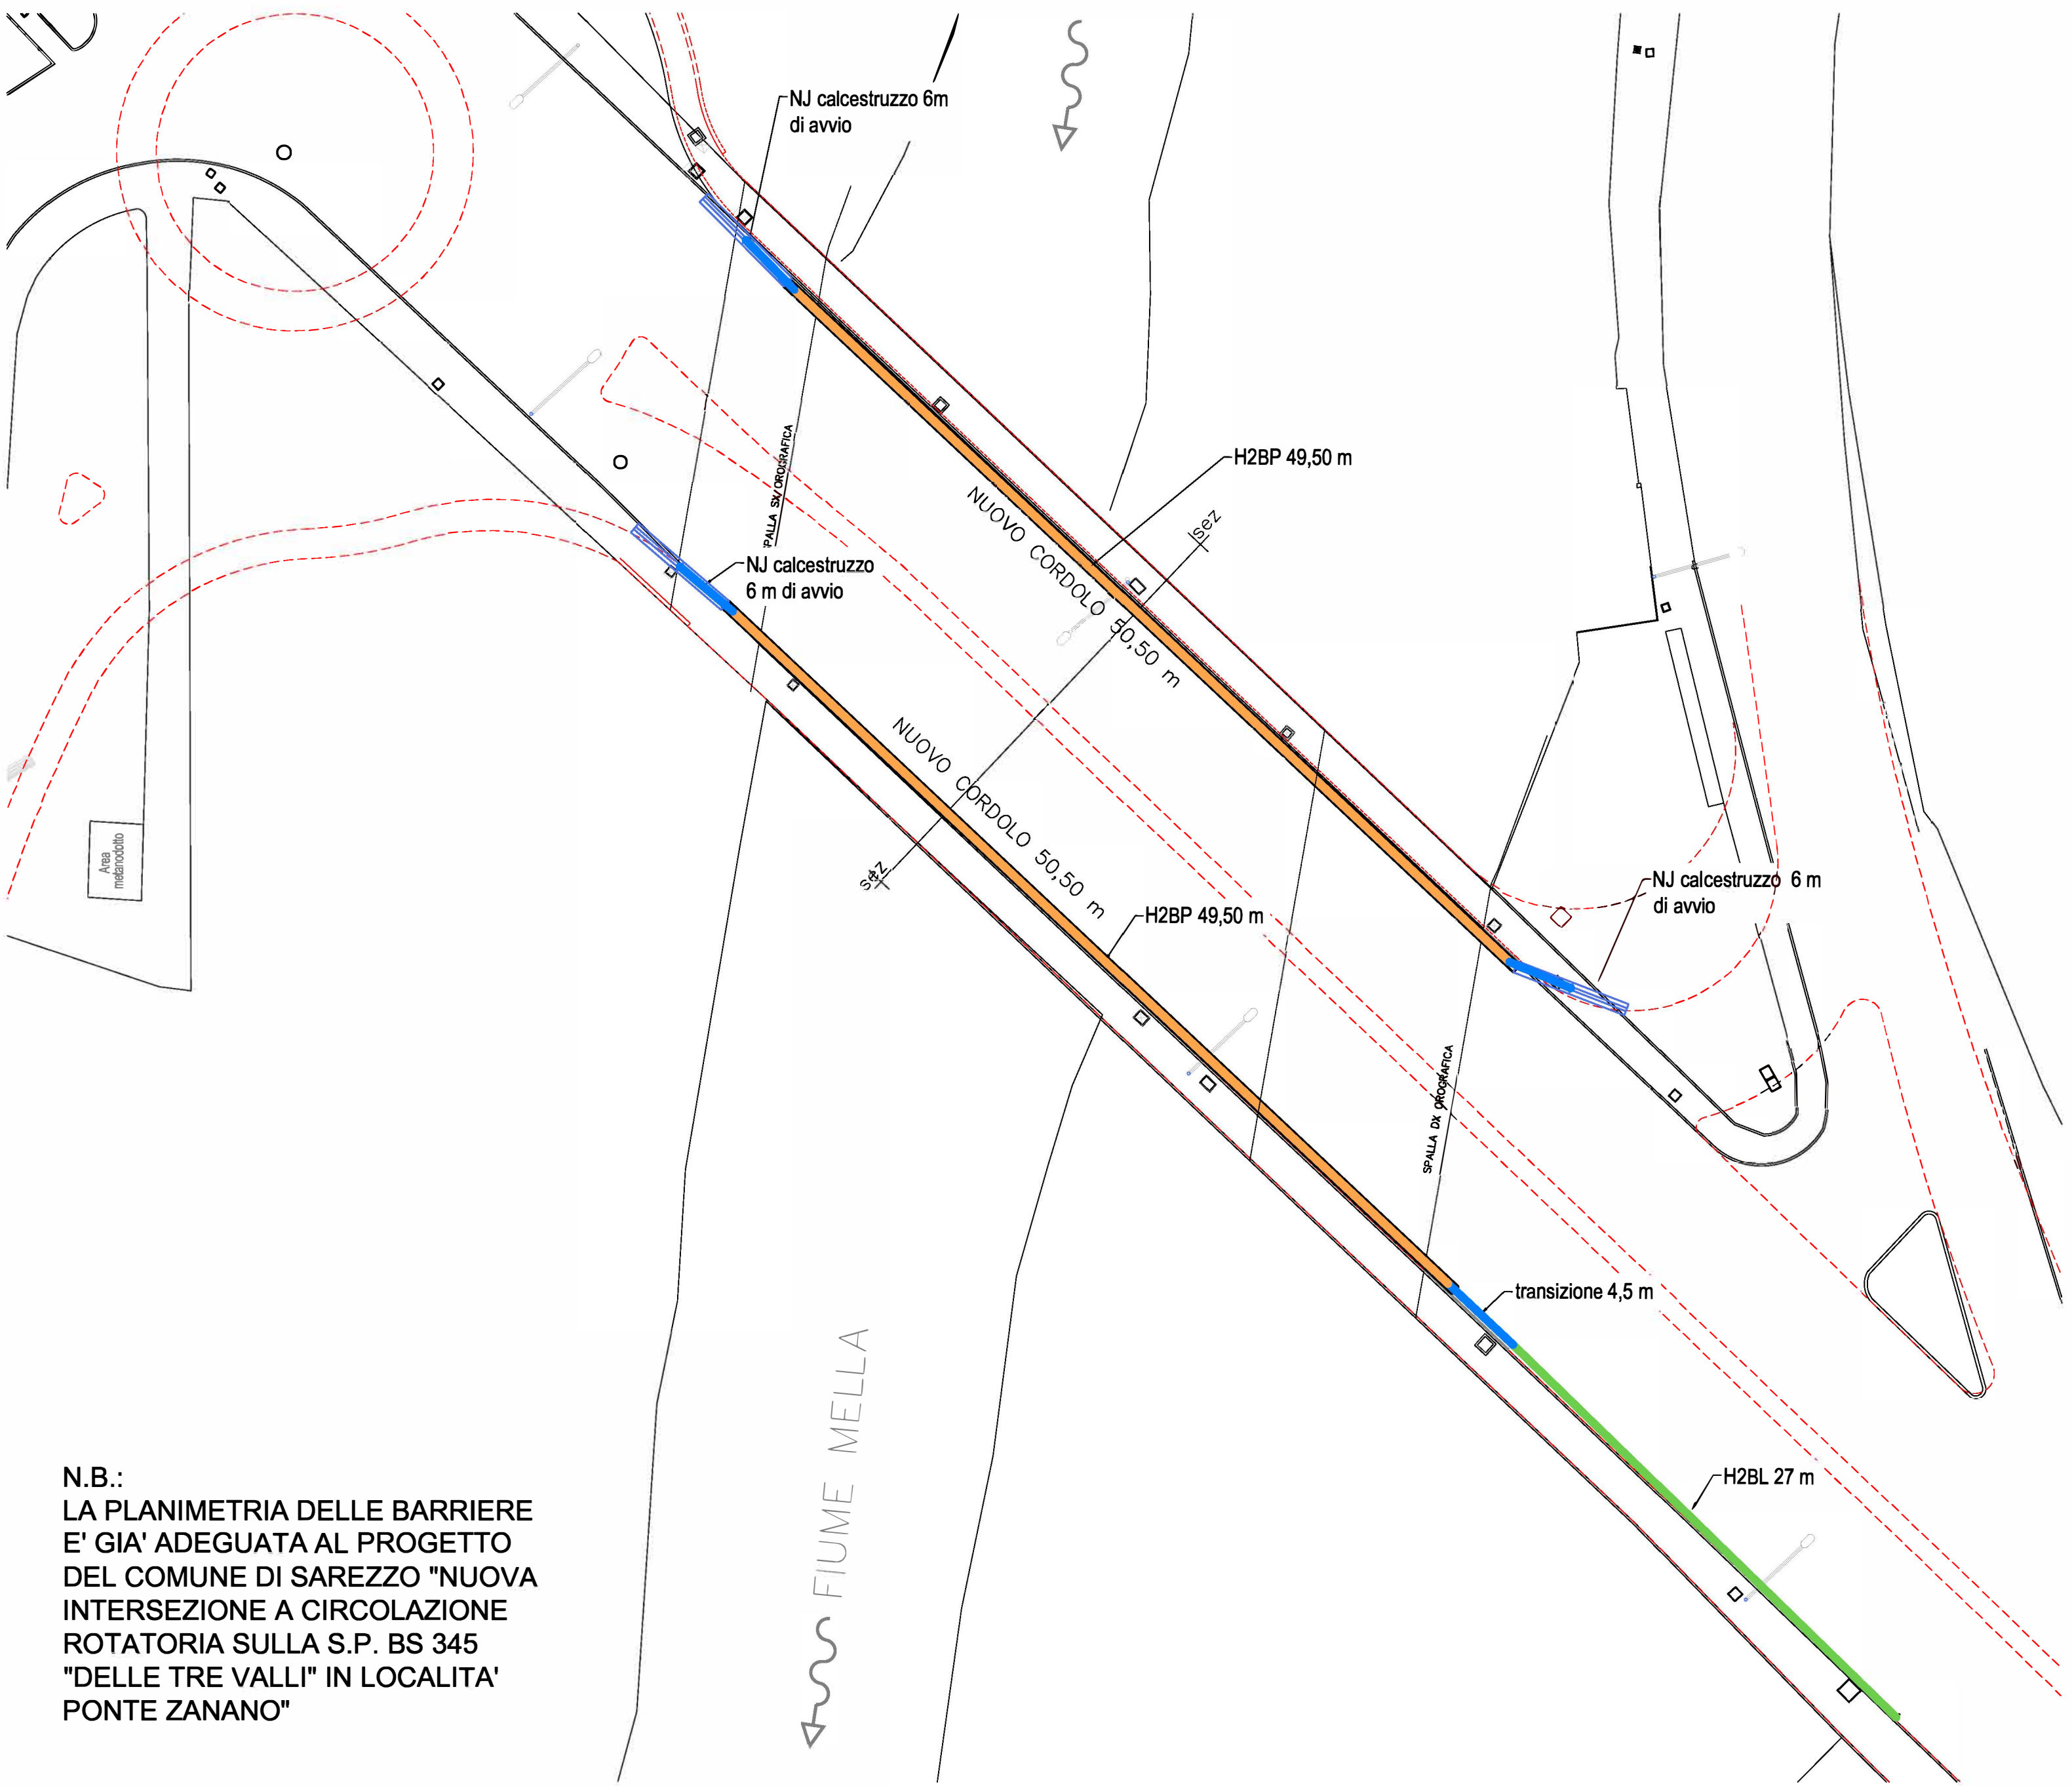 NJ calcestruzzo 6m
di avvio
H2BP 49,50 m
sez
NUOVO CORDOLO 50,50 m
PALLA SX OROGRAFICA
NJ calcestruzzo
6 m di avvio
NUOVO CORDOLO 50,50 m
sez
H2BP 49,50 m
Area
metanodotto
NJ calcestruzzo 6 m
di avvio
SPALLA DX OROGRAFICA
transizione 4,5 m
H2BL 27 m
FIUME MELLA
N.B.:
LA PLANIMETRIA DELLE BARRIERE
E' GIA' ADEGUATA AL PROGETTO
DEL COMUNE DI SAREZZO "NUOVA
INTERSEZIONE A CIRCOLAZIONE
ROTATORIA SULLA S.P. BS 345
"DELLE TRE VALLI" IN LOCALITA'
PONTE ZANANO"